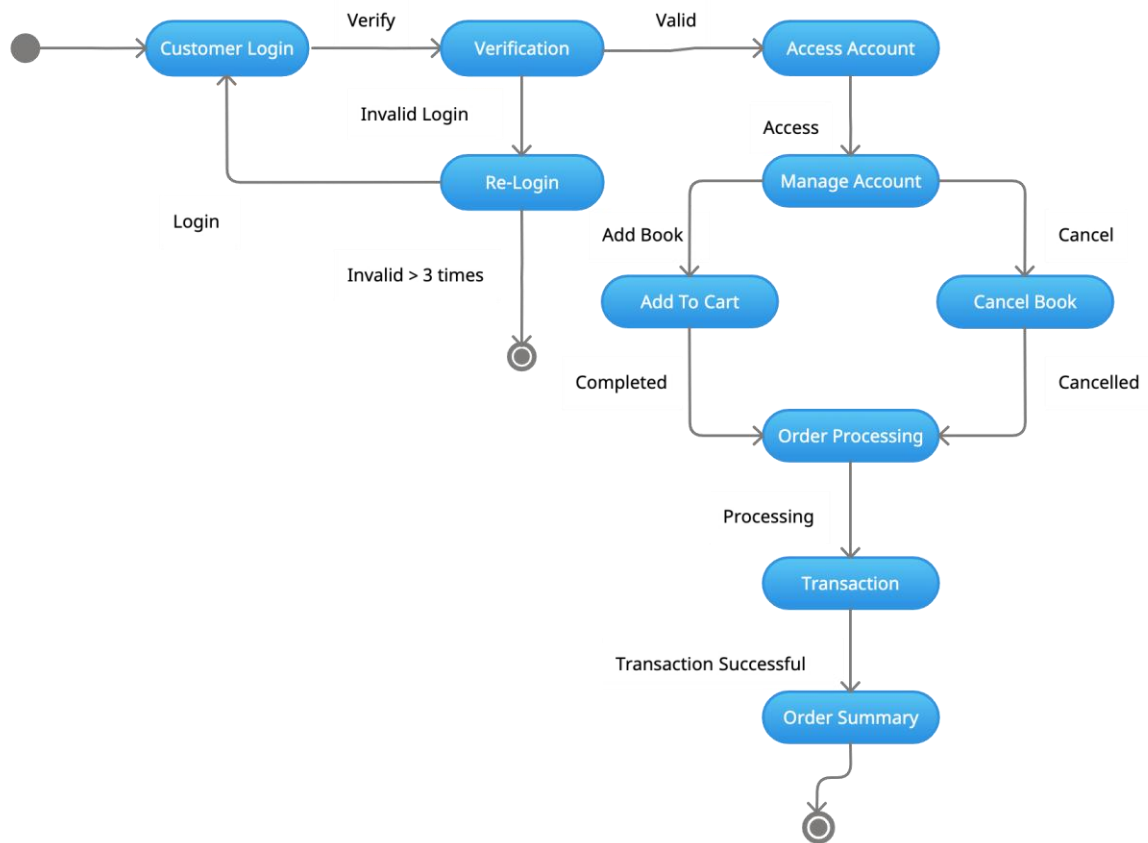 Verify
Valid
Customer Login
Verification
Access Account
Invalid Login
Access
Re-Login
Manage Account
Login
Add Book
Cancel
Invalid > 3 times
Add To Cart
Cancel Book
Completed
Cancelled
Order Processing
Processing
Transaction
Transaction Successful
Order Summary